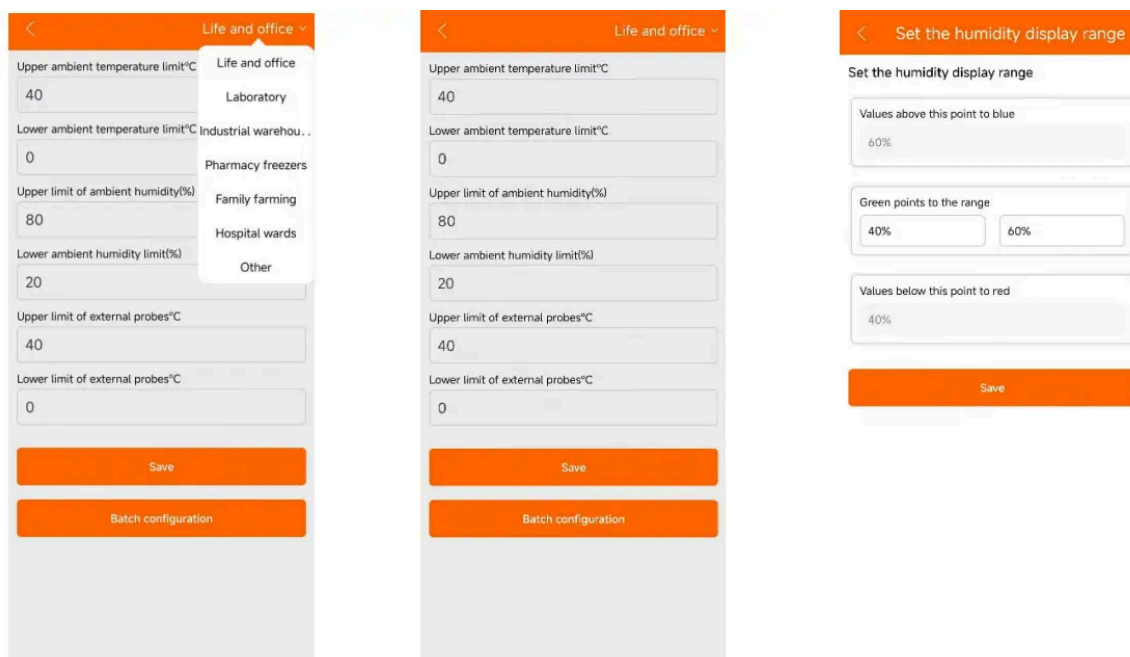 Life and office
Upper ambient temperature limit°C
40
Lower ambient temperature limit°C
0
Upper limit of ambient humidity(%)
80
Lower ambient humidity limit(%)
20
Upper limit of external probes°C
40
Lower limit of external probes°C
0
Save
Batch configuration
Life and office
Laboratory
Industrial warehou..
Pharmacy freezers
Family farming
Hospital wards
Other
Life and office
Upper ambient temperature limit°C
40
Lower ambient temperature limit°C
0
Upper limit of ambient humidity(%)
80
Lower ambient humidity limit(%)
20
Upper limit of external probes°C
40
Lower limit of external probes°C
0
Save
Batch configuration
Set the humidity display range
Set the humidity display range
Values above this point to blue
60%
Green points to the range
40% 60%
Values below this point to red
40%
Save